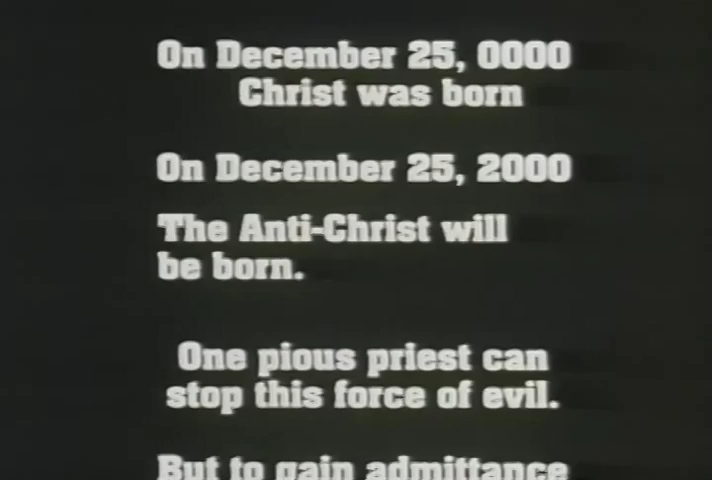 On December 25, 0000
Christ was born
On December 25, 2000
The Anti-Christ will
be born.
One pious priest can
stop this force of evil.
But to gain admittance